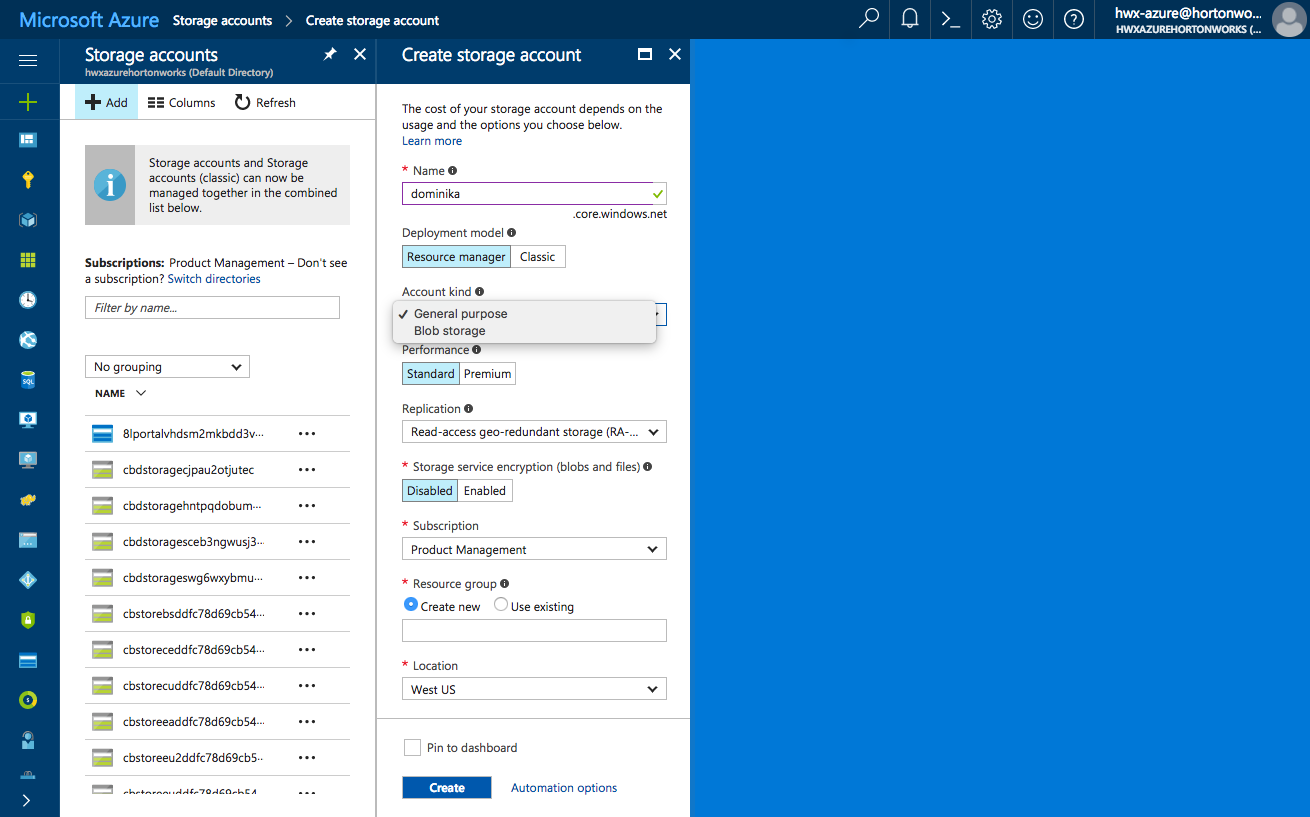 Microsoft Azure Storage accounts > Create storage account
hwx-azure@hortonwo...
HWXAZUREHORTONWORKS (...
Storage accounts
hwxazurehortonworks (Default Directory)
Add Columns Refresh
Storage accounts and Storage
accounts (classic) can now be
managed together in the combined
list below.
Subscriptions: Product Management – Don't see
a subscription? Switch directories
Filter by name...
No grouping
NAME
8lportalvhdsm2mkbdd3v...
cbdstoragecjpau2otjutec
cbdstoragehntpqdobum...
cbdstoragesceb3ngwusj3...
cbdstorageswg6wxybmu...
cbstorebsddfc78d69cb54...
cbstoreceddfc78d69cb54...
cbstorecuddfc78d69cb54...
cbstoreeaddfc78d69cb54...
cbstoreeu2ddfc78d69cb5...
Create storage account
The cost of your storage account depends on the
usage and the options you choose below.
Learn more
* Name
dominika
.core.windows.net
Deployment model
Resource manager Classic
Account kind
✓ General purpose
Blob storage
Performance
Standard Premium
Replication
Read-access geo-redundant storage (RA-...
* Storage service encryption (blobs and files)
Disabled Enabled
* Subscription
Product Management
* Resource group
Create new Use existing
* Location
West US
Pin to dashboard
Create Automation options